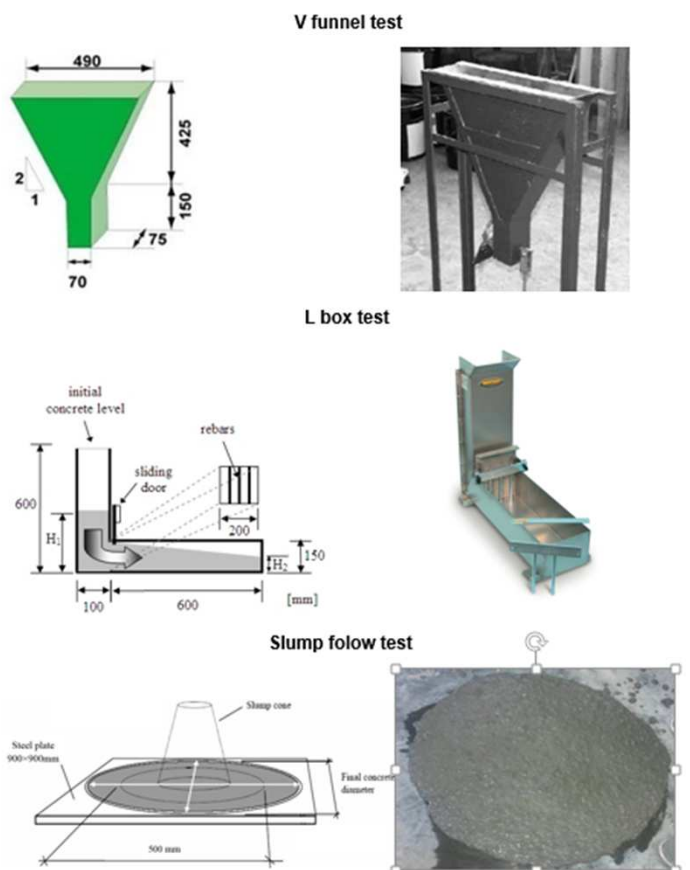 V funnel test
490
425
2
1
150
75
70
L box test
initial
concrete level
rebars
sliding
door
600
H1
200
H2
150
100
600
[mm]
Slump folow test
Slump cone
Steel plate
900×900mm
Final concrete
diameter
500 mm